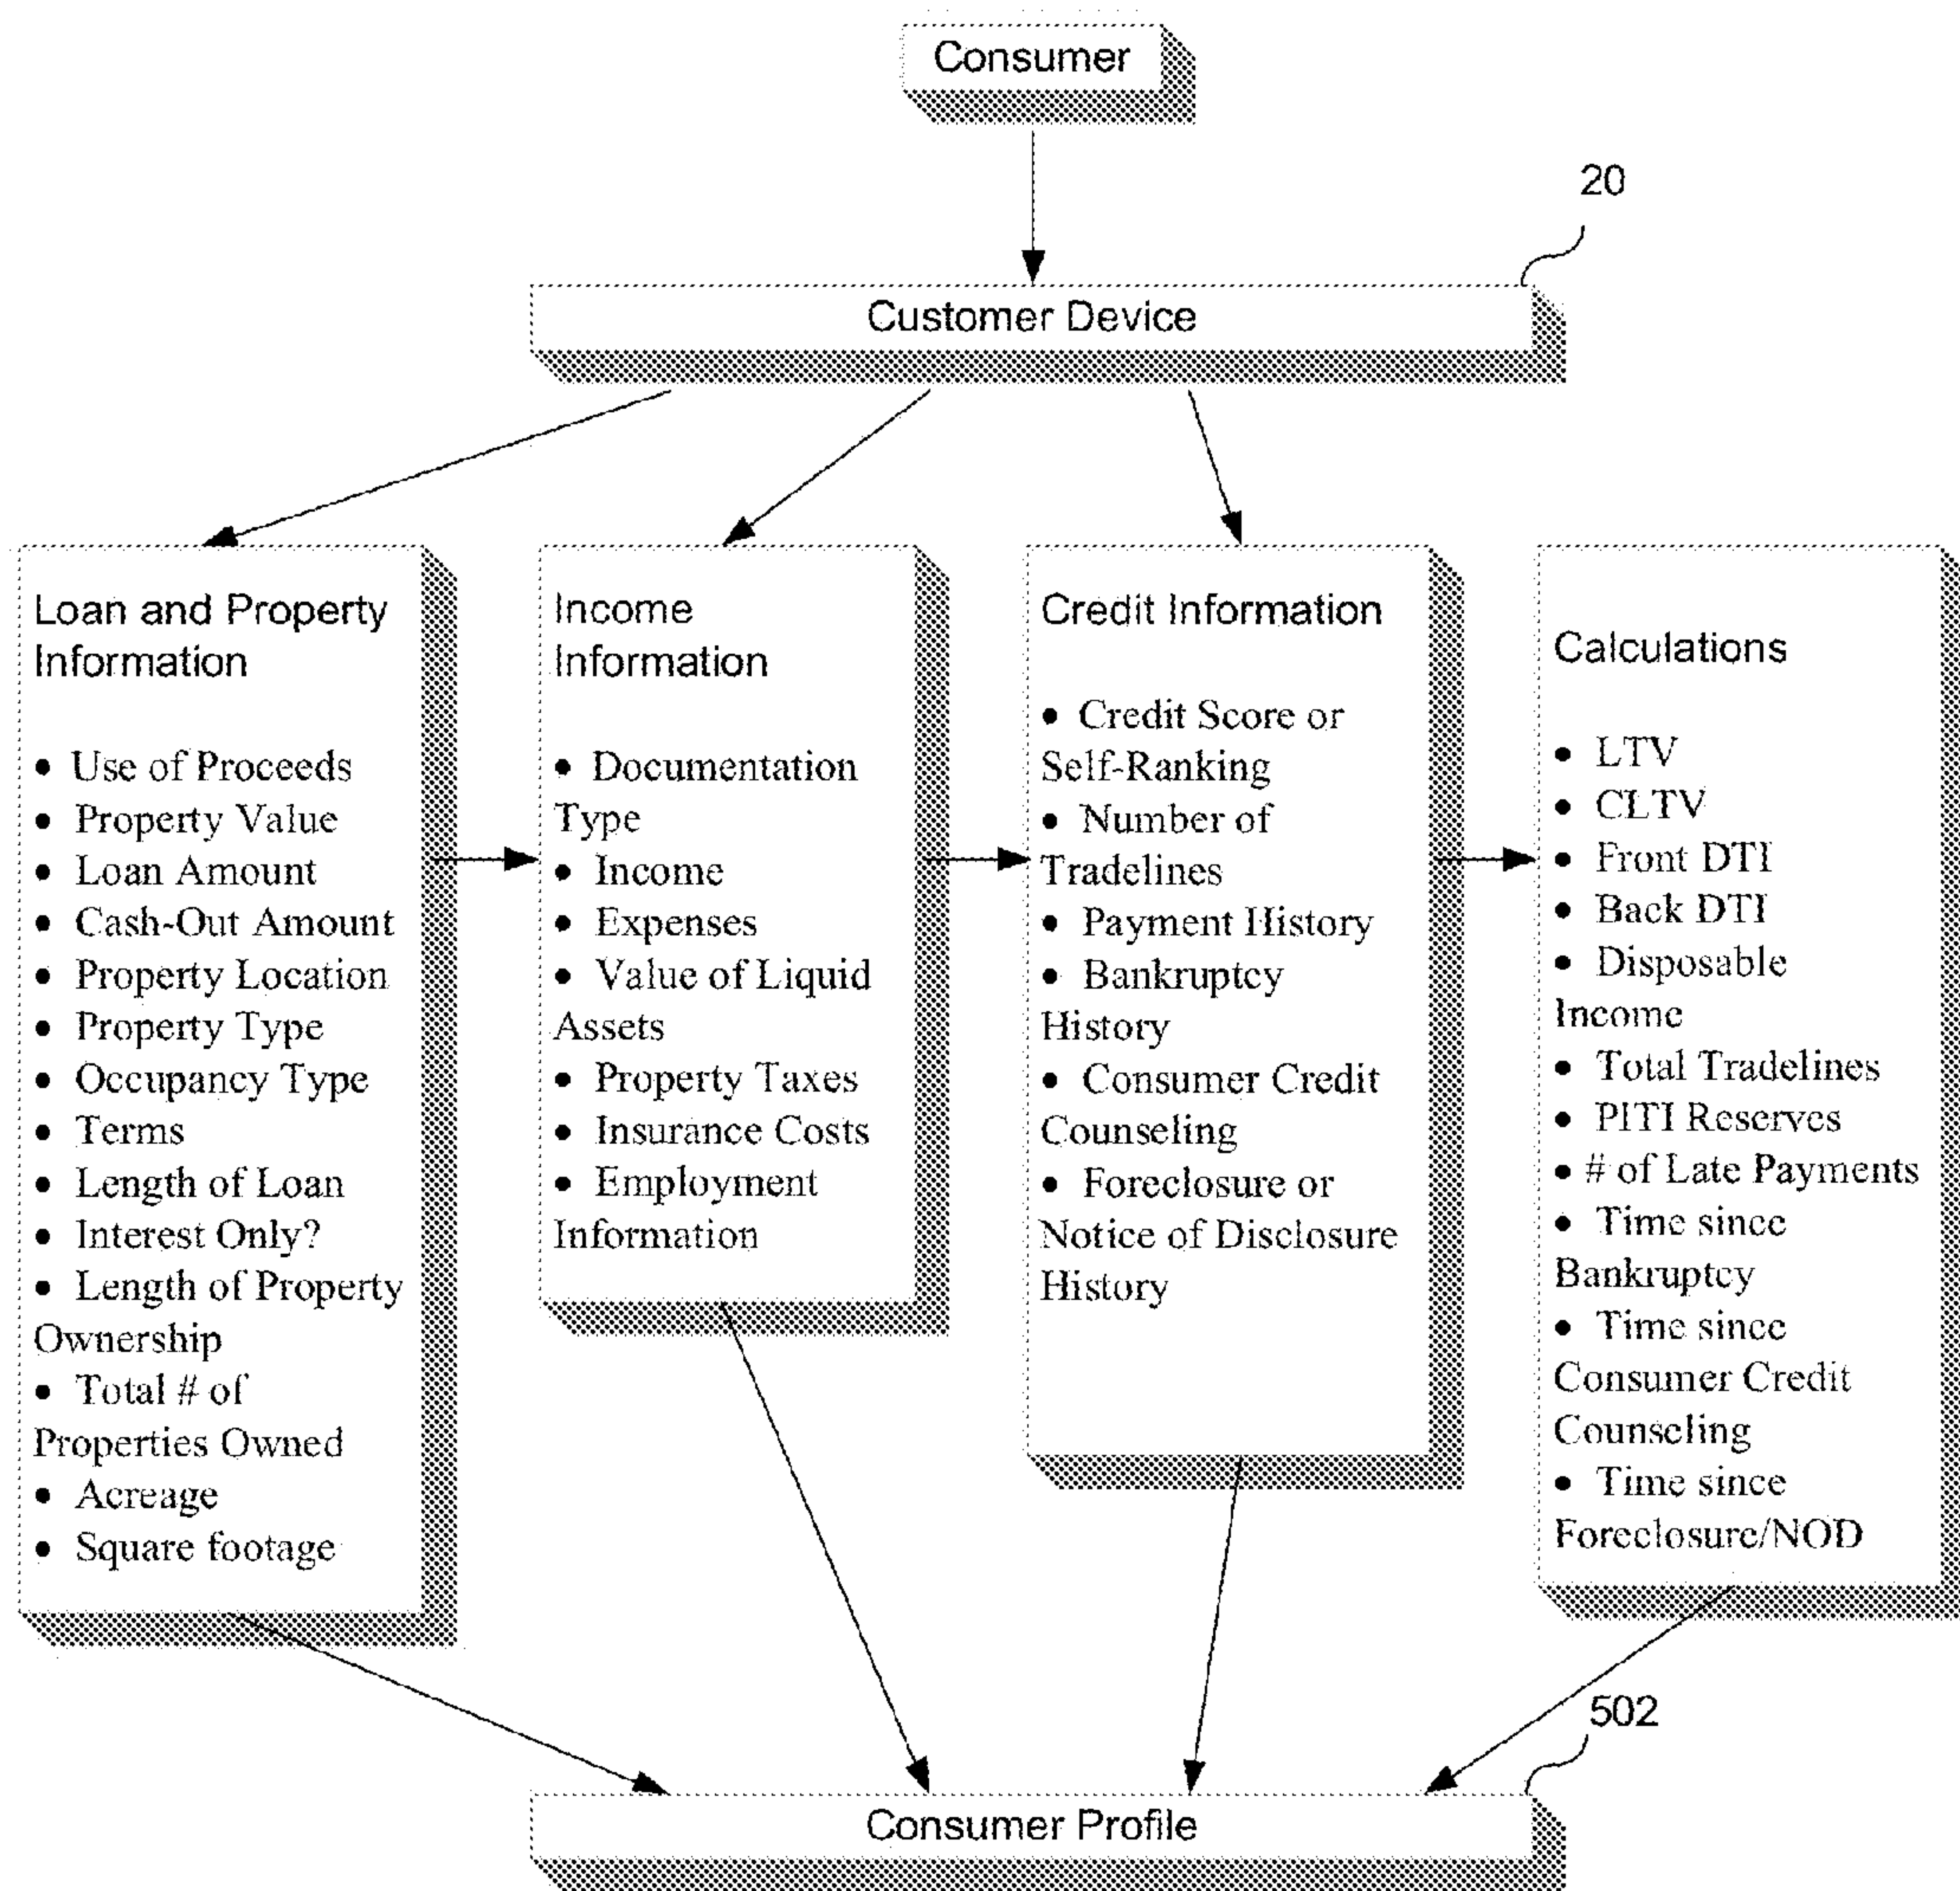 Consumer
20
Customer Device
Loan and Property
Information
• Use of Proceeds
• Property Value
• Loan Amount
• Cash-Out Amount
• Property Location
• Property Type
• Occupancy Type
• Terms
• Length of Loan
• Interest Only?
• Length of Property
Ownership
• Total # of
Properties Owned
• Acreage
• Square footage
Income
Information
• Documentation
Type
• Income
• Expenses
• Value of Liquid
Assets
• Property Taxes
• Insurance Costs
• Employment
Information
Credit Information
• Credit Score or
Self-Ranking
• Number of
Tradelines
• Payment History
• Bankruptcy
History
• Consumer Credit
Counseling
• Foreclosure or
Notice of Disclosure
History
Calculations
• LTV
• CLTV
• Front DTI
• Back DTI
• Disposable
Income
• Total Tradelines
• PITI Reserves
• # of Late Payments
• Time since
Bankruptcy
• Time since
Consumer Credit
Counseling
• Time since
Foreclosure/NOD
502
Consumer Profile